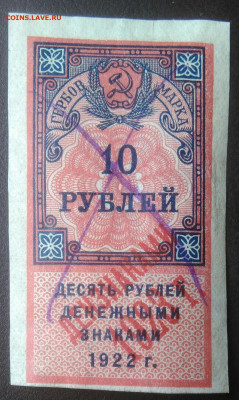 COINS.LAVE.RU
ГЕРБОВ. МАРКА.
10
РУБЛЕЙ
ДЕСЯТЬ РУБЛЕЙ
ДЕНЕЖНЫМИ
ЗНАКАМИ
1922 г.